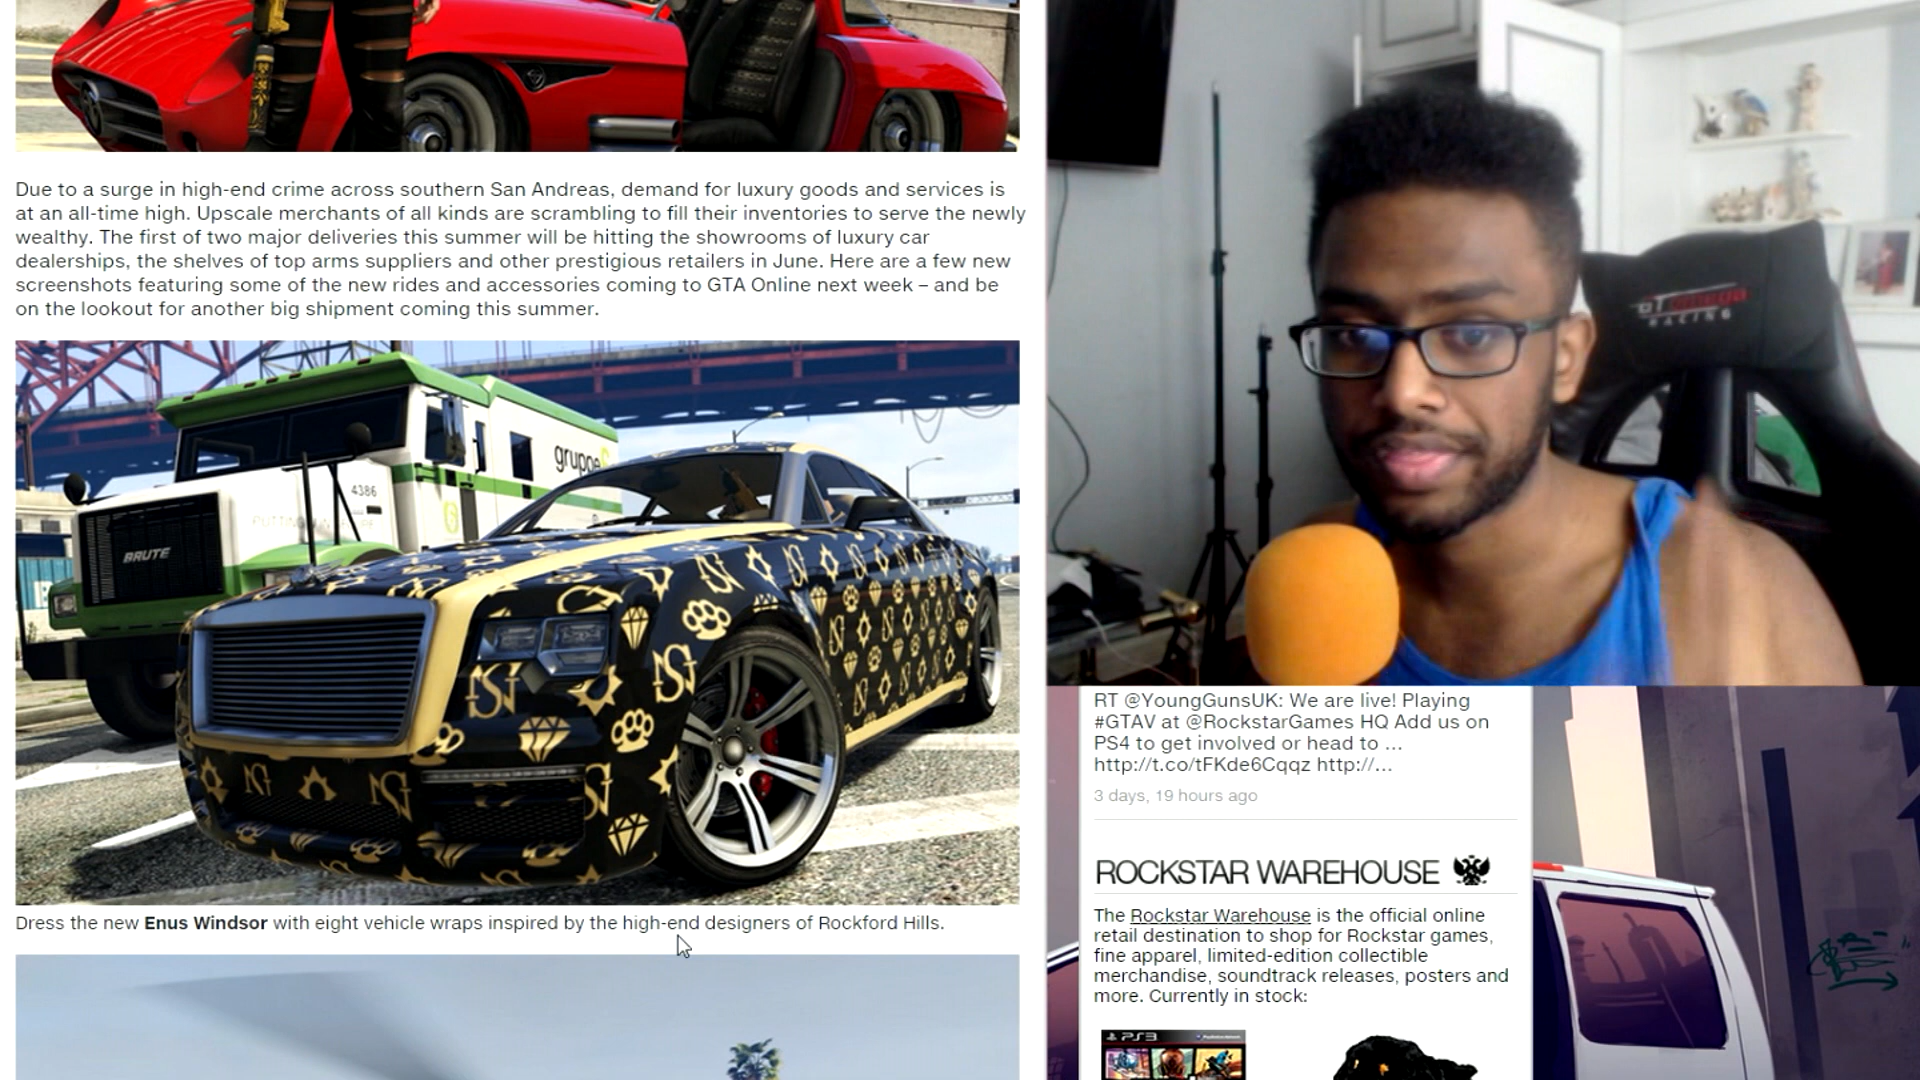 Due to a surge in high-end crime across southern San Andreas, demand for luxury goods and services is
at an all-time high. Upscale merchants of all kinds are scrambling to fill their inventories to serve the newly
wealthy. The first of two major deliveries this summer will be hitting the showrooms of luxury car
dealerships, the shelves of top arms suppliers and other prestigious retailers in June. Here are a few new
screenshots featuring some of the new rides and accessories coming to GTA Online next week – and be
on the lookout for another big shipment coming this summer.
gruppe6
4386
BRUTE
Dress the new Enus Windsor with eight vehicle wraps inspired by the high-end designers of Rockford Hills.
RACING
RT @YoungGunsUK: We are live! Playing
#GTAV at @RockstarGames HQ Add us on
PS4 to get involved or head to ...
http://t.co/tFKde6Cqqz http://...
3 days, 19 hours ago
ROCKSTAR WAREHOUSE
The Rockstar Warehouse is the official online
retail destination to shop for Rockstar games,
fine apparel, limited-edition collectible
merchandise, soundtrack releases, posters and
more. Currently in stock:
PS3